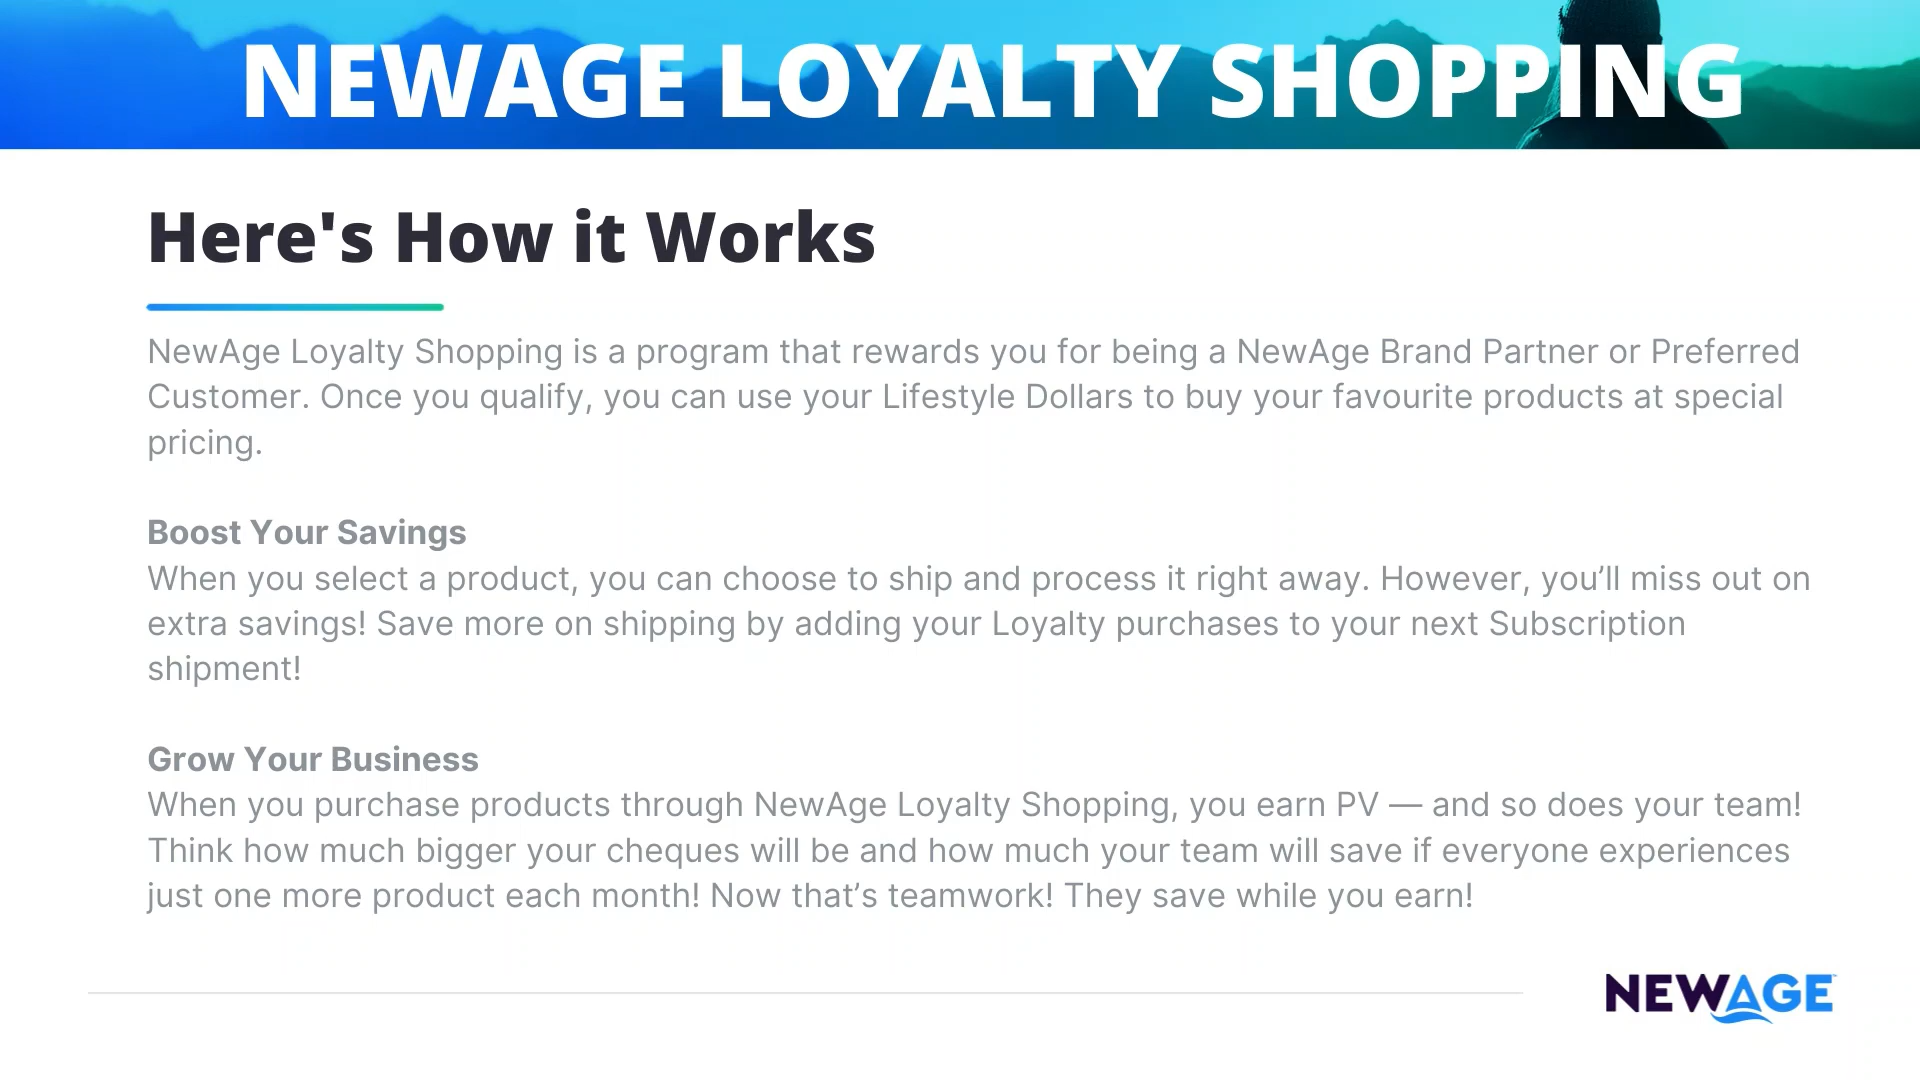 NEWAGE LOYALTY SHOPPING
Here's How it Works
NewAge Loyalty Shopping is a program that rewards you for being a NewAge Brand Partner or Preferred
Customer. Once you qualify, you can use your Lifestyle Dollars to buy your favourite products at special
pricing.
Boost Your Savings
When you select a product, you can choose to ship and process it right away. However, you’ll miss out on
extra savings! Save more on shipping by adding your Loyalty purchases to your next Subscription
shipment!
Grow Your Business
When you purchase products through NewAge Loyalty Shopping, you earn PV — and so does your team!
Think how much bigger your cheques will be and how much your team will save if everyone experiences
just one more product each month! Now that’s teamwork! They save while you earn!
NEWAGE™